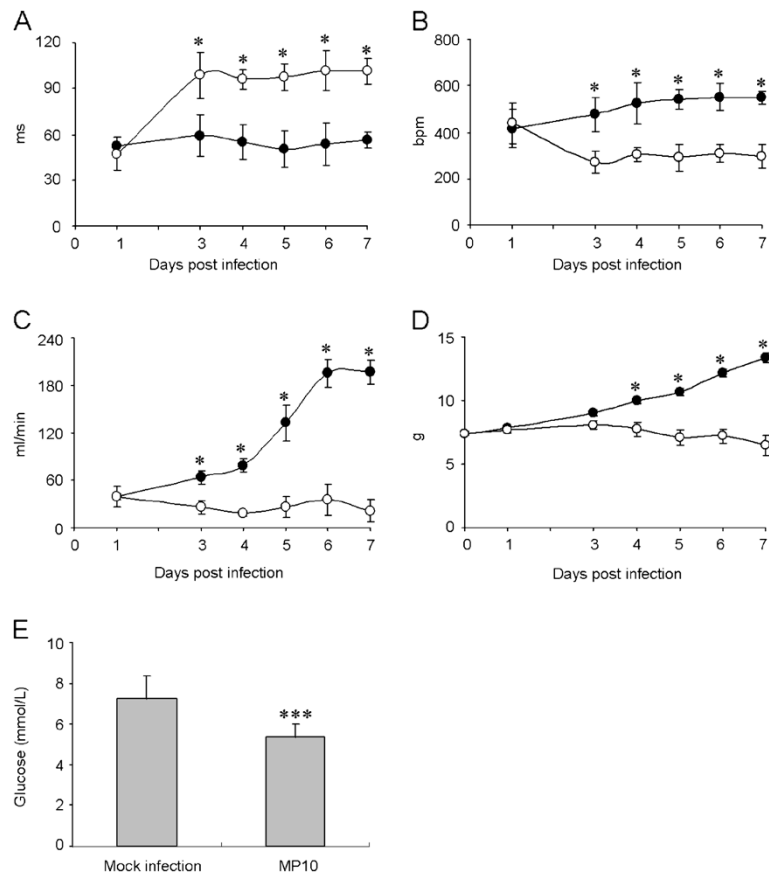 A
120
90
60
30
0
ms
*
*
*
*
*
0 1 3 4 5 6 7
Days post infection
B
800
600
400
200
0
bpm
*
*
*
*
*
0 1 3 4 5 6 7
Days post infection
C
240
180
120
60
0
ml/min
*
*
*
*
*
0 1 3 4 5 6 7
Days post infection
D
15
10
5
0
g
*
*
*
*
0 1 3 4 5 6 7
Days post infection
E
10
8
6
4
2
0
Glucose (mmol/L)
***
Mock infection MP10